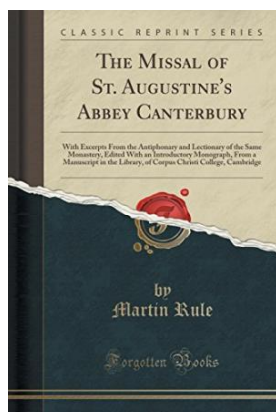 CLASSIC REPRINT SERIES
THE MISSAL OF
ST. AUGUSTINE'S
ABBEY CANTERBURY
With Excerpts From the Antiphonary and Lectionary of the Same
Monastery, Edited With an Introductory Monograph, From a
Manuscript in the Library, of Corpus Christi College, Cambridge
by
Martin Rule
Forgotten Books